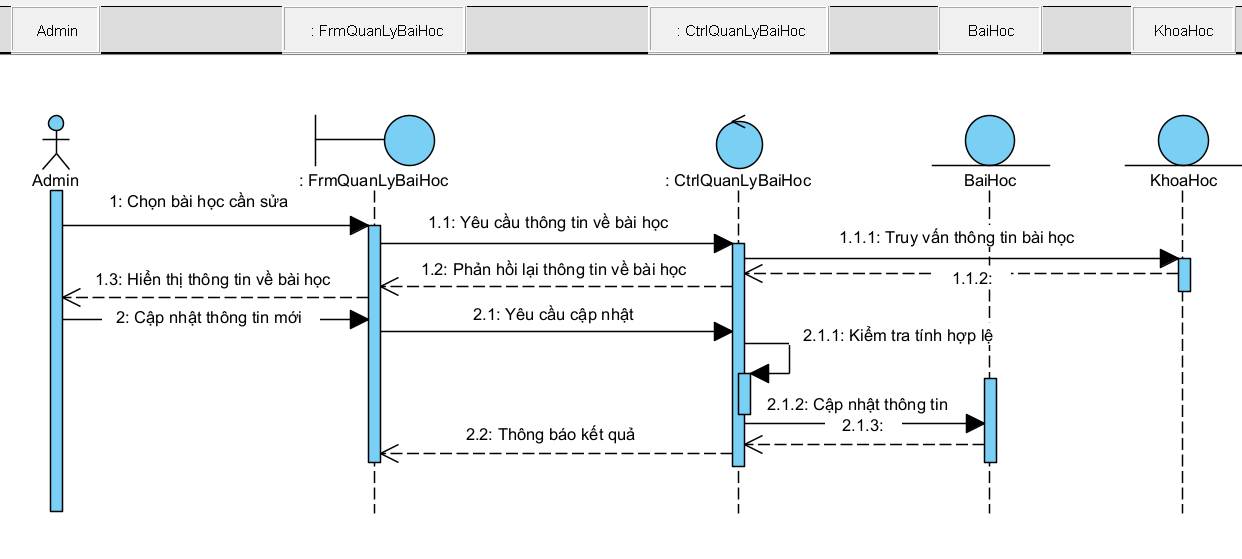 Admin
: FrmQuanLyBaiHoc
: CtrlQuanLyBaiHoc
BaiHoc
KhoaHoc
Admin
: FrmQuanLyBaiHoc
: CtrlQuanLyBaiHoc
BaiHoc
KhoaHoc
1: Chọn bài học cần sửa
1.1: Yêu cầu thông tin về bài học
1.1.1: Truy vấn thông tin bài học
1.1.2:
1.2: Phản hồi lại thông tin về bài học
1.3: Hiển thị thông tin về bài học
2: Cập nhật thông tin mới
2.1: Yêu cầu cập nhật
2.1.1: Kiểm tra tính hợp lệ
2.1.2: Cập nhật thông tin
2.1.3:
2.2: Thông báo kết quả